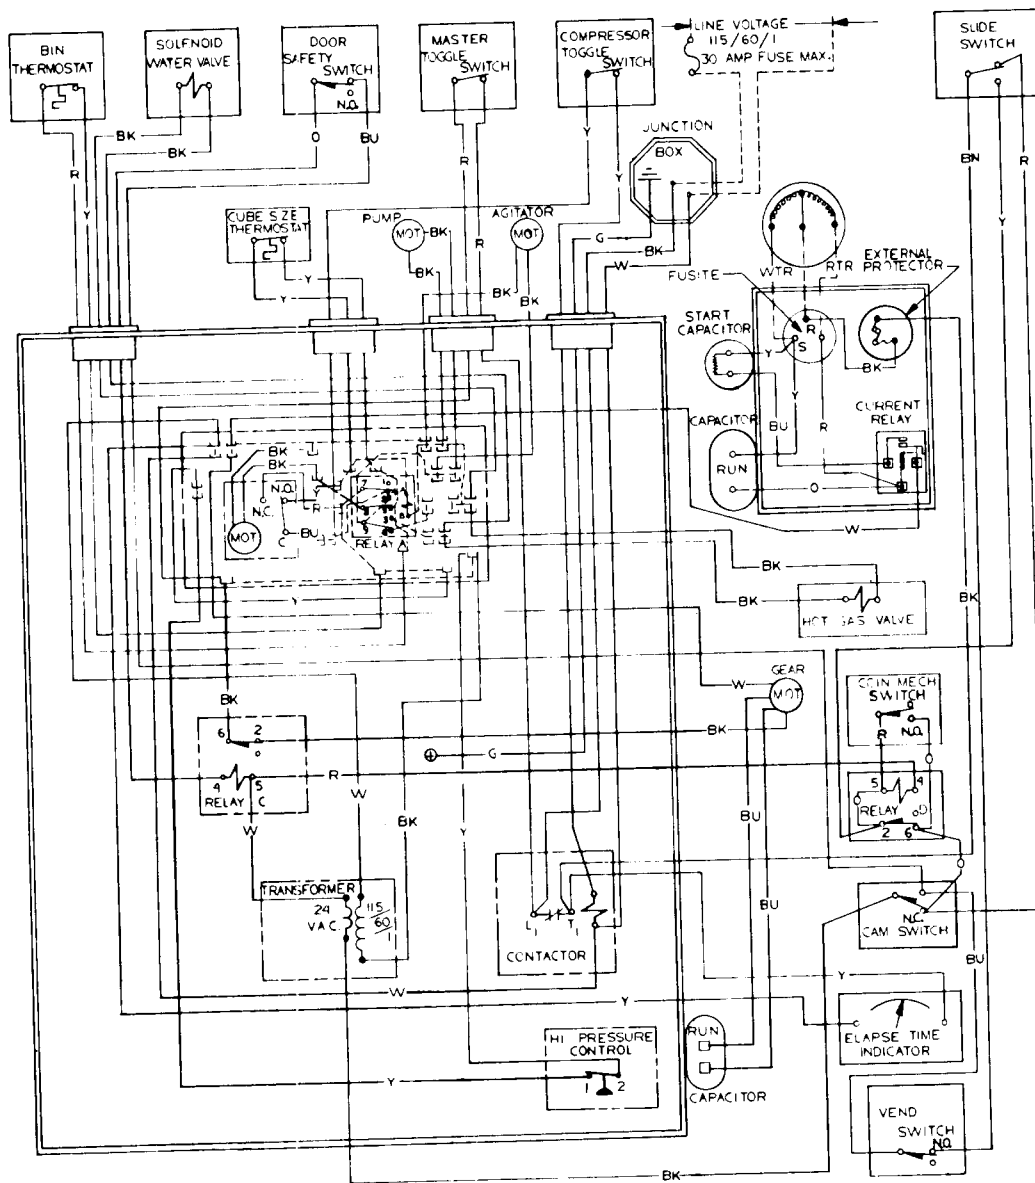 BIN
THERMOSTAT
SOLENOID
WATER VALVE
DOOR
SAFETY
SWITCH
N.O.
MASTER
TOGGLE
SWITCH
COMPRESSOR
TOGGLE
SWITCH
LINE VOLTAGE
115/60/1
30 AMP FUSE MAX.
SLIDE
SWITCH
BK
BK
O
BU
R
Y
R
Y
Y
JUNCTION
BOX
BN
Y
R
CUBE SIZE
THERMOSTAT
Y
Y
PUMP
MOT
BK
BK
R
AGITATOR
MOT
BK
BK
G
BK
W
WTR
RTR
FUSITE
EXTERNAL
PROTECTOR
START
CAPACITOR
R
S
Y
BK
Y
BU
R
CAPACITOR
RUN
O
CURRENT
RELAY
W
BK
BK
N.O.
N.C.
Y
R
BU
C
MOT
RELAY A
Y
BK
BK
HOT GAS VALVE
BK
GEAR
MOT
W
BK
COIN MECH
SWITCH
N.O.
R
O
BK
6
2
4
5
RELAY C
R
W
W
G
BK
Y
BU
BU
5
4
RELAY
D
2
6
O
O
TRANSFORMER
24
VAC.
115
/60
/1
L1
T1
CONTACTOR
N.C.
CAM SWITCH
BU
W
Y
Y
ELAPSE TIME
INDICATOR
HI PRESSURE
CONTROL
1
2
Y
RUN
CAPACITOR
VEND
SWITCH
N.O.
BK